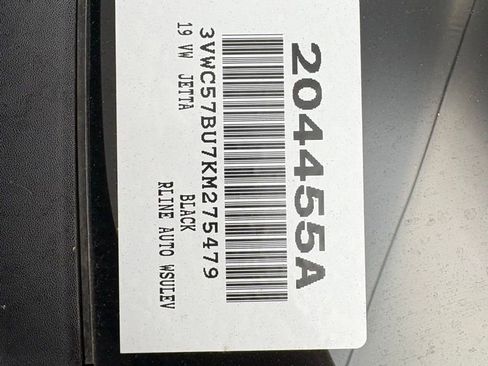 204455A
3VWC57BU7KM275479
19 VW JETTA BLACK
RLINE AUTO WSULEV